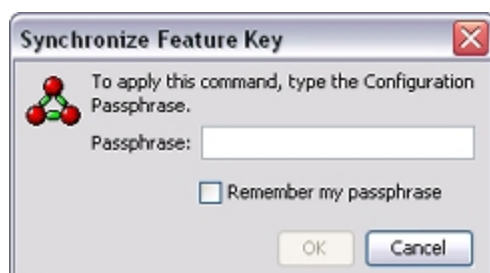 Synchronize Feature Key
To apply this command, type the Configuration
Passphrase.
Passphrase:
Remember my passphrase
OK
Cancel